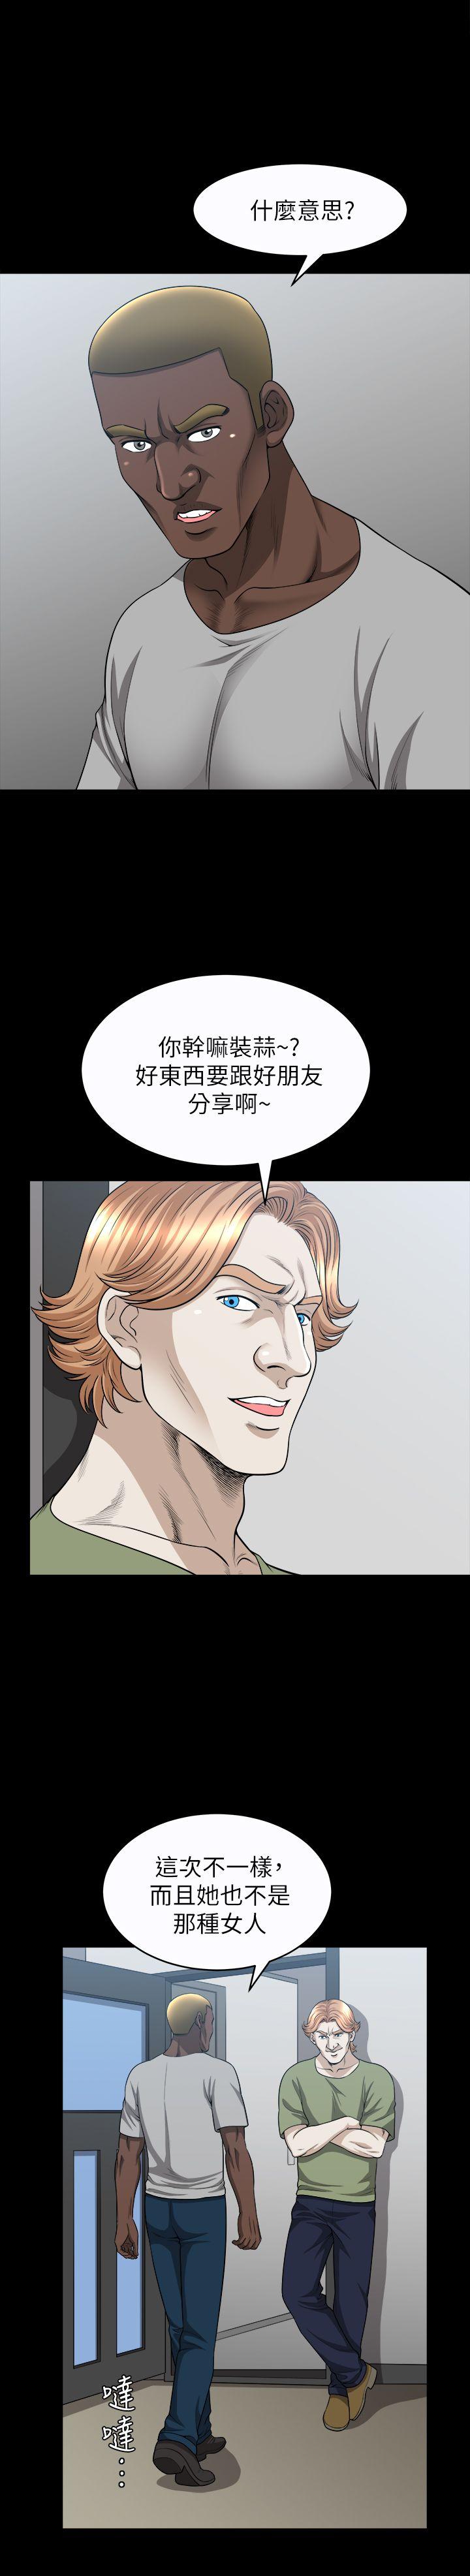 什麼意思?
你幹嘛裝蒜~?
好東西要跟好朋友
分享啊~
這次不一樣,
而且她也不是
那種女人
噠噠…